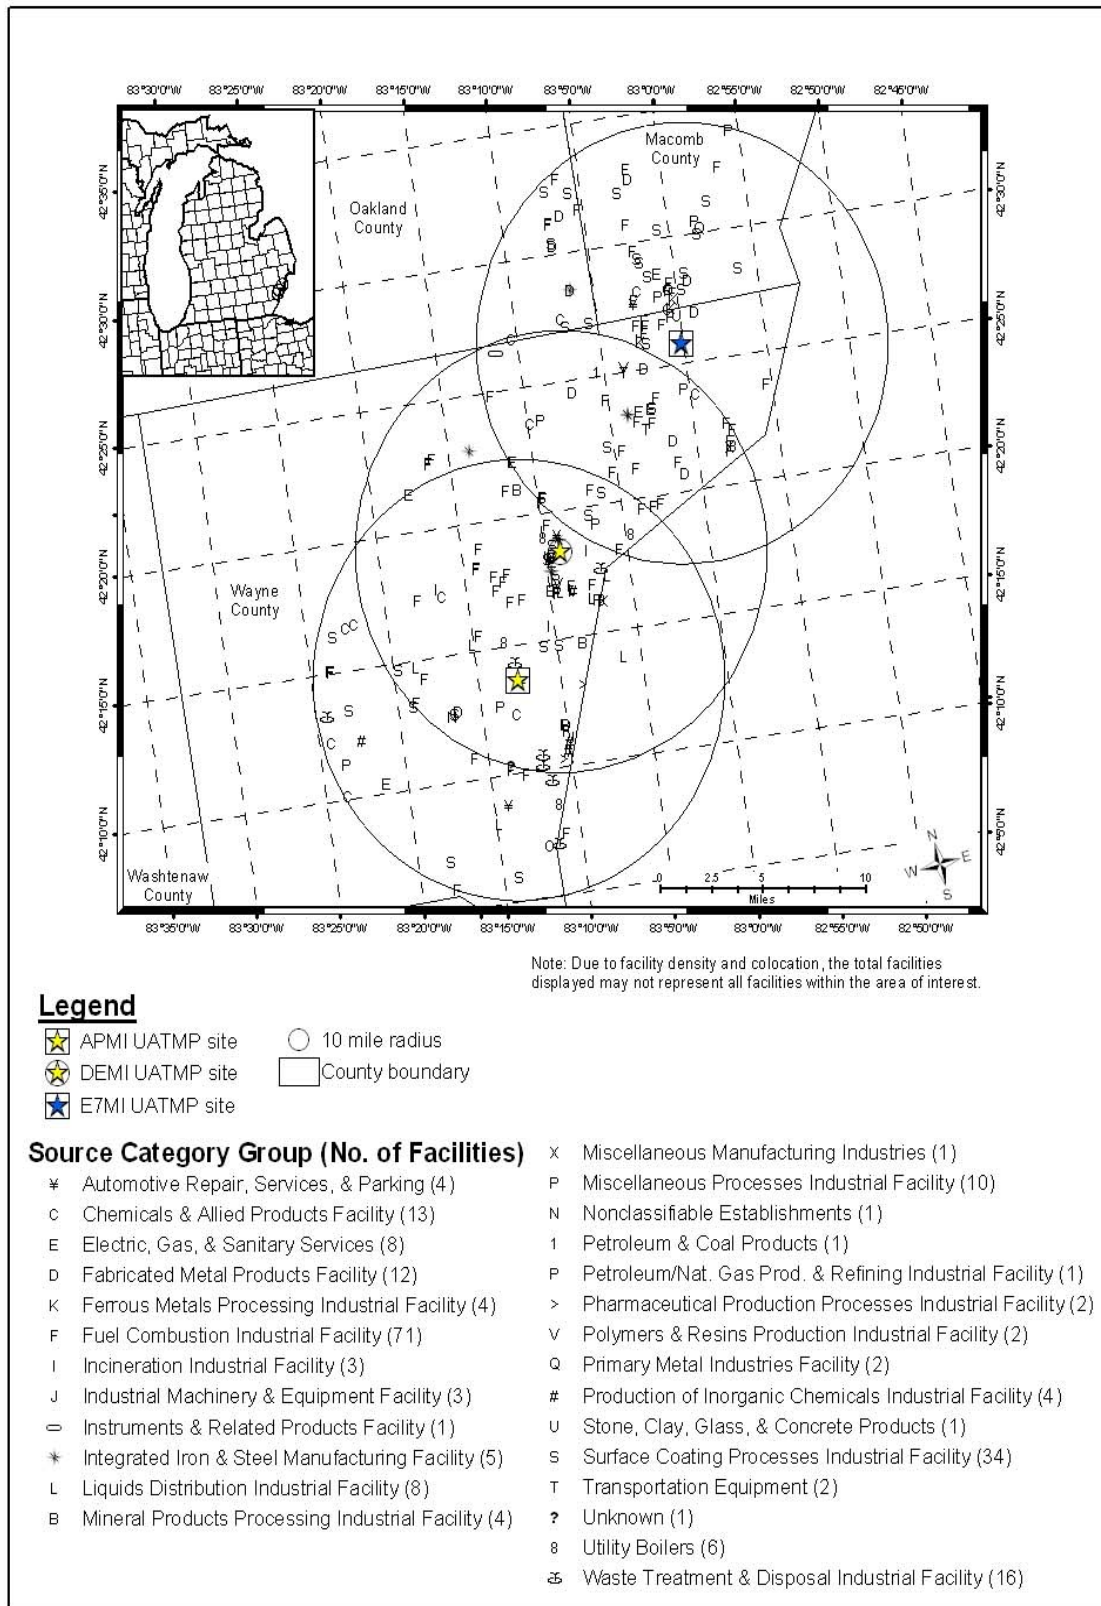 83°30'0"W 83°25'0"W 83°20'0"W 83°15'0"W 83°10'0"W 83°5'0"W 83°0'0"W 82°55'0"W 82°50'0"W 82°45'0"W
Macomb
County
Oakland
County
Wayne
County
Washtenaw
County
N
W E
S
0 2.5 5 10
Miles
83°35'0"W 83°30'0"W 83°25'0"W 83°20'0"W 83°15'0"W 83°10'0"W 83°5'0"W 83°0'0"W 82°55'0"W 82°50'0"W
Note: Due to facility density and colocation, the total facilities
displayed may not represent all facilities within the area of interest.
Legend
APMI UATMP site
DEMI UATMP site
E7MI UATMP site
10 mile radius
County boundary
Source Category Group (No. of Facilities)
¥ Automotive Repair, Services, & Parking (4)
C Chemicals & Allied Products Facility (13)
E Electric, Gas, & Sanitary Services (8)
D Fabricated Metal Products Facility (12)
K Ferrous Metals Processing Industrial Facility (4)
F Fuel Combustion Industrial Facility (71)
I Incineration Industrial Facility (3)
J Industrial Machinery & Equipment Facility (3)
Instruments & Related Products Facility (1)
Integrated Iron & Steel Manufacturing Facility (5)
L Liquids Distribution Industrial Facility (8)
B Mineral Products Processing Industrial Facility (4)
X Miscellaneous Manufacturing Industries (1)
P Miscellaneous Processes Industrial Facility (10)
N Nonclassifiable Establishments (1)
1 Petroleum & Coal Products (1)
P Petroleum/Nat. Gas Prod. & Refining Industrial Facility (1)
> Pharmaceutical Production Processes Industrial Facility (2)
V Polymers & Resins Production Industrial Facility (2)
Q Primary Metal Industries Facility (2)
# Production of Inorganic Chemicals Industrial Facility (4)
U Stone, Clay, Glass, & Concrete Products (1)
S Surface Coating Processes Industrial Facility (34)
T Transportation Equipment (2)
? Unknown (1)
8 Utility Boilers (6)
Waste Treatment & Disposal Industrial Facility (16)